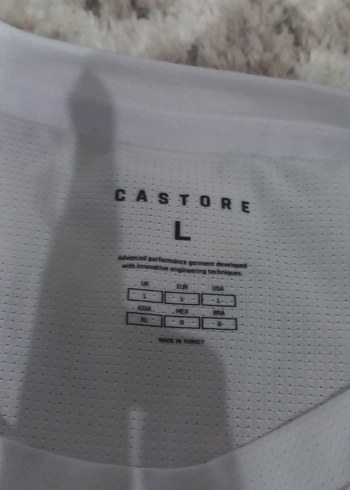 CASTORE
L
Advanced performance garment developed
with innovative engineering techniques.
UK EUR USA
L L L
ASIA MEX BRA
XL G G
MADE IN TURKEY